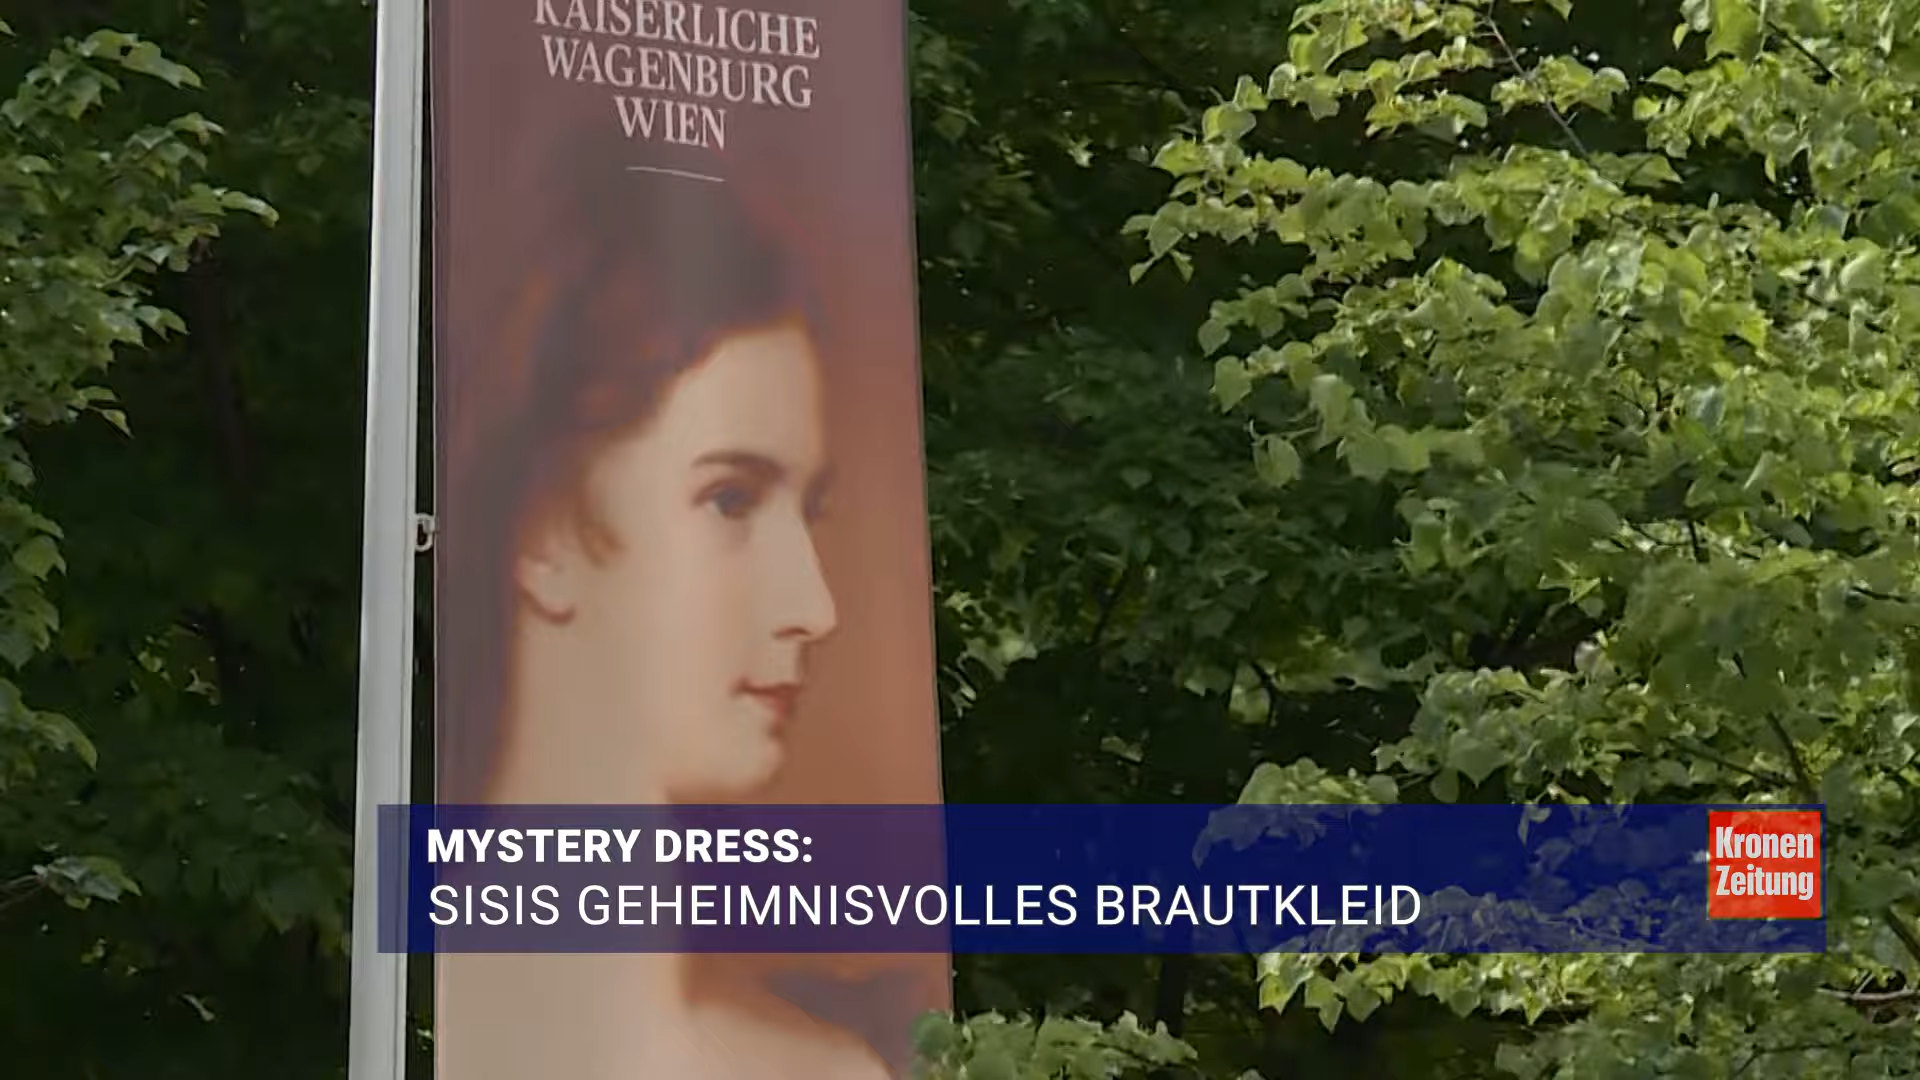 KAISERLICHE
WAGENBURG
WIEN
MYSTERY DRESS:
SISIS GEHEIMNISVOLLES BRAUTKLEID
Kronen
Zeitung